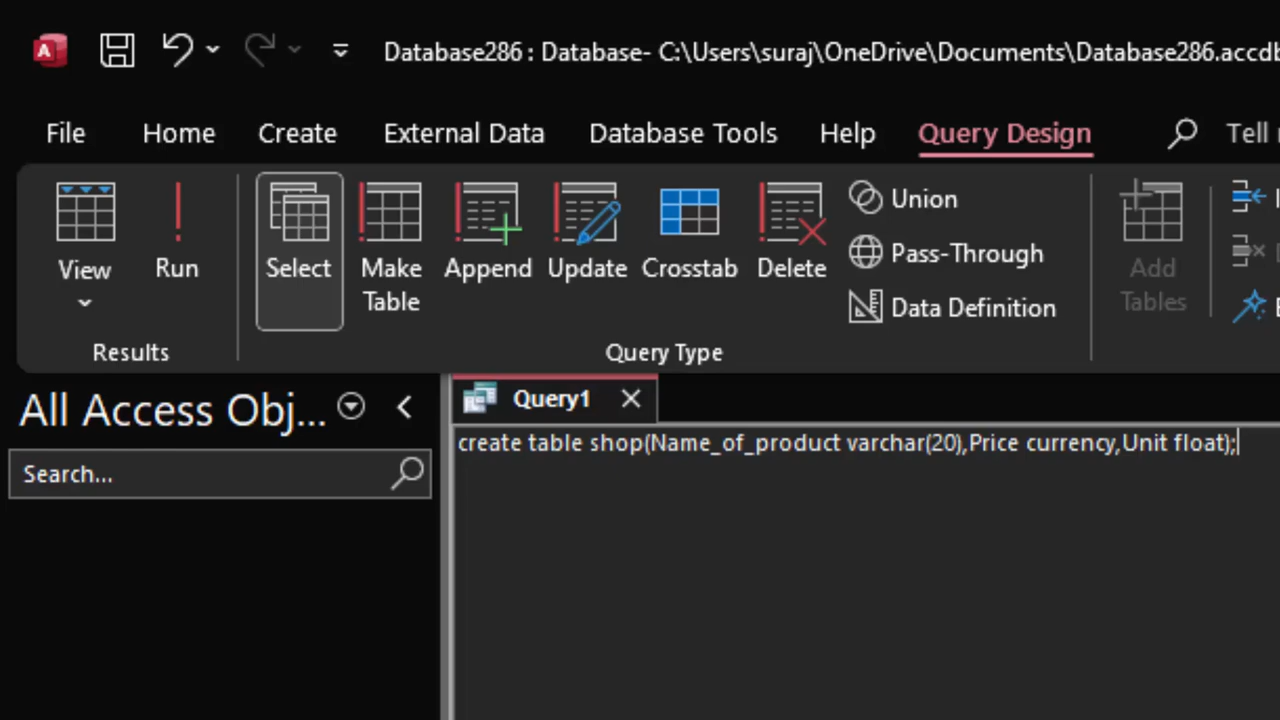 Database286 : Database- C:\Users\suraj\OneDrive\Documents\Database286.accdb
File Home Create External Data Database Tools Help Query Design Tell
View Run Select Make Table Append Update Crosstab Delete Union Pass-Through Data Definition Add Tables
Results Query Type
All Access Obj...
Query1
Search...
create table shop(Name_of_product varchar(20),Price currency,Unit float);